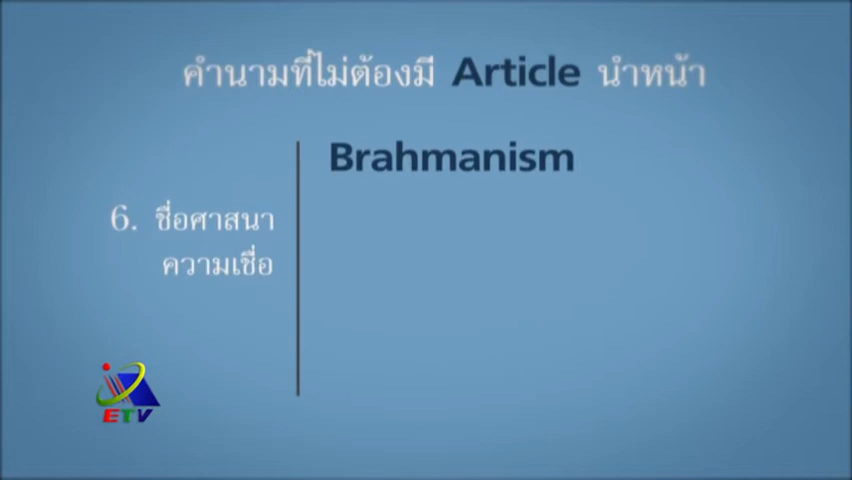 คำนามที่ไม่ต้องมี Article นำหน้า
Brahmanism
6. ชื่อศาสนา
ความเชื่อ
ETV